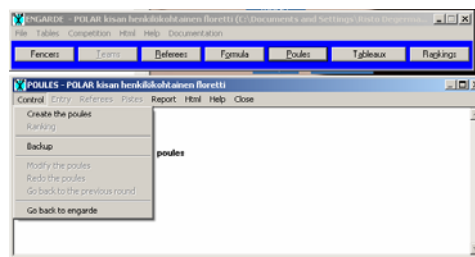 ENGARDE - POLAR kisan henkilökohtainen floretti (C:\Documents and Settings\Risto
File Tables Competition Html Help Documentation
Fencers Teams Referees Formula Poules Tableaux Rankings
POULES - POLAR kisan henkilökohtainen floretti
Control Entry Referees Pistes Report Html Help Close
Create the poules
Ranking
Backup
poules
Modify the poules
Redo the poules
Go back to the previous round
Go back to engarde